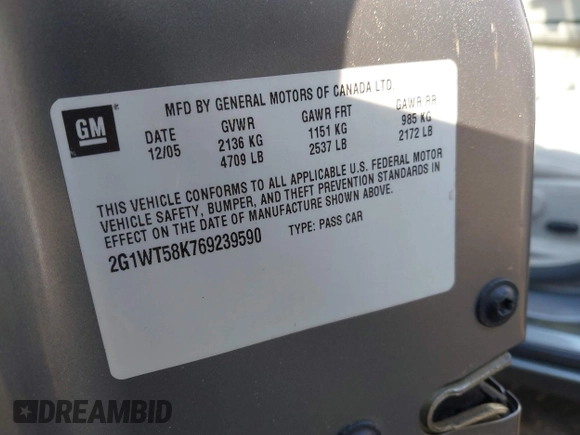 GM
MFD BY GENERAL MOTORS OF CANADA LTD.
DATE GVWR GAWR FRT GAWR RR
12/05 2136 KG 1151 KG 985 KG
4709 LB 2537 LB 2172 LB
THIS VEHICLE CONFORMS TO ALL APPLICABLE U.S. FEDERAL MOTOR
VEHICLE SAFETY, BUMPER, AND THEFT PREVENTION STANDARDS IN
EFFECT ON THE DATE OF MANUFACTURE SHOWN ABOVE.
2G1WT58K769239590 TYPE: PASS CAR
DREAMBID